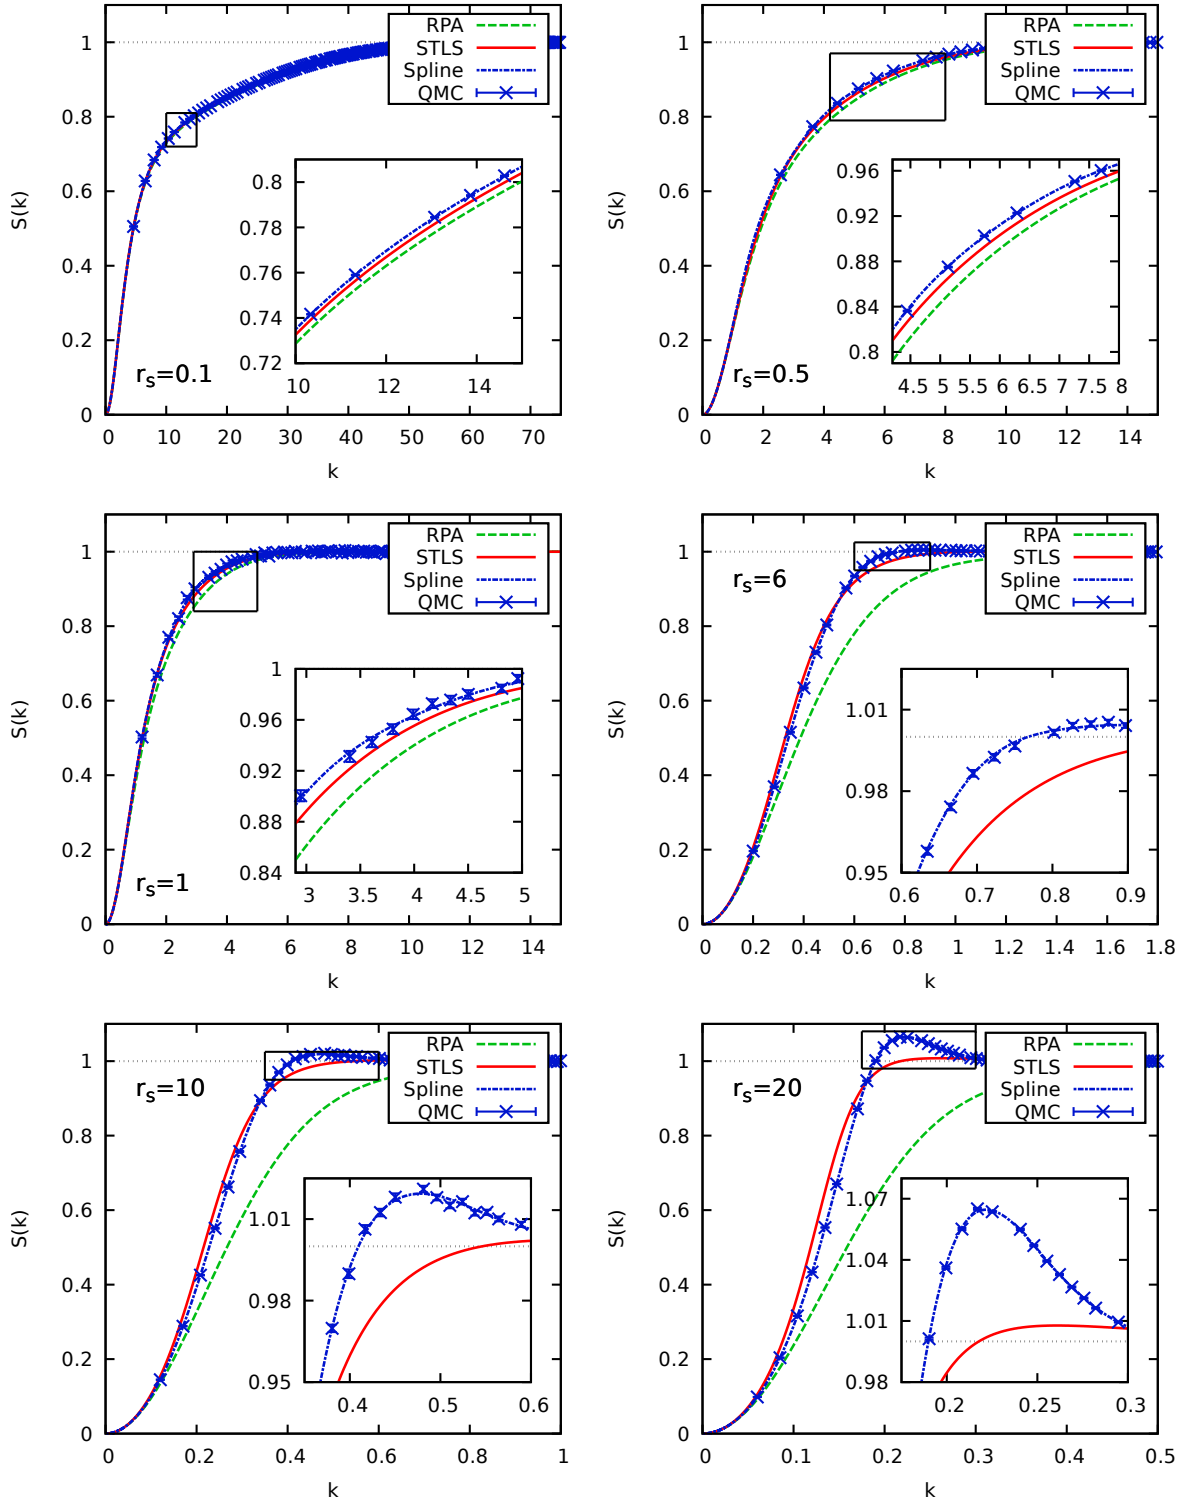 RPA
STLS
Spline
QMC
1
0.8
0.6
0.4
0.2
0
S(k)
0.8
0.78
0.76
0.74
0.72
10 12 14
r_s=0.1
0 10 20 30 40 50 60 70
k
RPA
STLS
Spline
QMC
1
0.8
0.6
0.4
0.2
0
S(k)
0.96
0.92
0.88
0.84
0.8
4.5 5 5.5 6 6.5 7 7.5 8
r_s=0.5
0 2 4 6 8 10 12 14
k
RPA
STLS
Spline
QMC
1
0.8
0.6
0.4
0.2
0
S(k)
1
0.96
0.92
0.88
0.84
3 3.5 4 4.5 5
r_s=1
0 2 4 6 8 10 12 14
k
RPA
STLS
Spline
QMC
r_s=6
1
0.8
0.6
0.4
0.2
0
S(k)
1.01
0.98
0.95
0.6 0.7 0.8 0.9
0 0.2 0.4 0.6 0.8 1 1.2 1.4 1.6 1.8
k
RPA
STLS
Spline
QMC
r_s=10
1
0.8
0.6
0.4
0.2
0
S(k)
1.01
0.98
0.95
0.4 0.5 0.6
0 0.2 0.4 0.6 0.8 1
k
RPA
STLS
Spline
QMC
r_s=20
1
0.8
0.6
0.4
0.2
0
S(k)
1.07
1.04
1.01
0.98
0.2 0.25 0.3
0 0.1 0.2 0.3 0.4 0.5
k